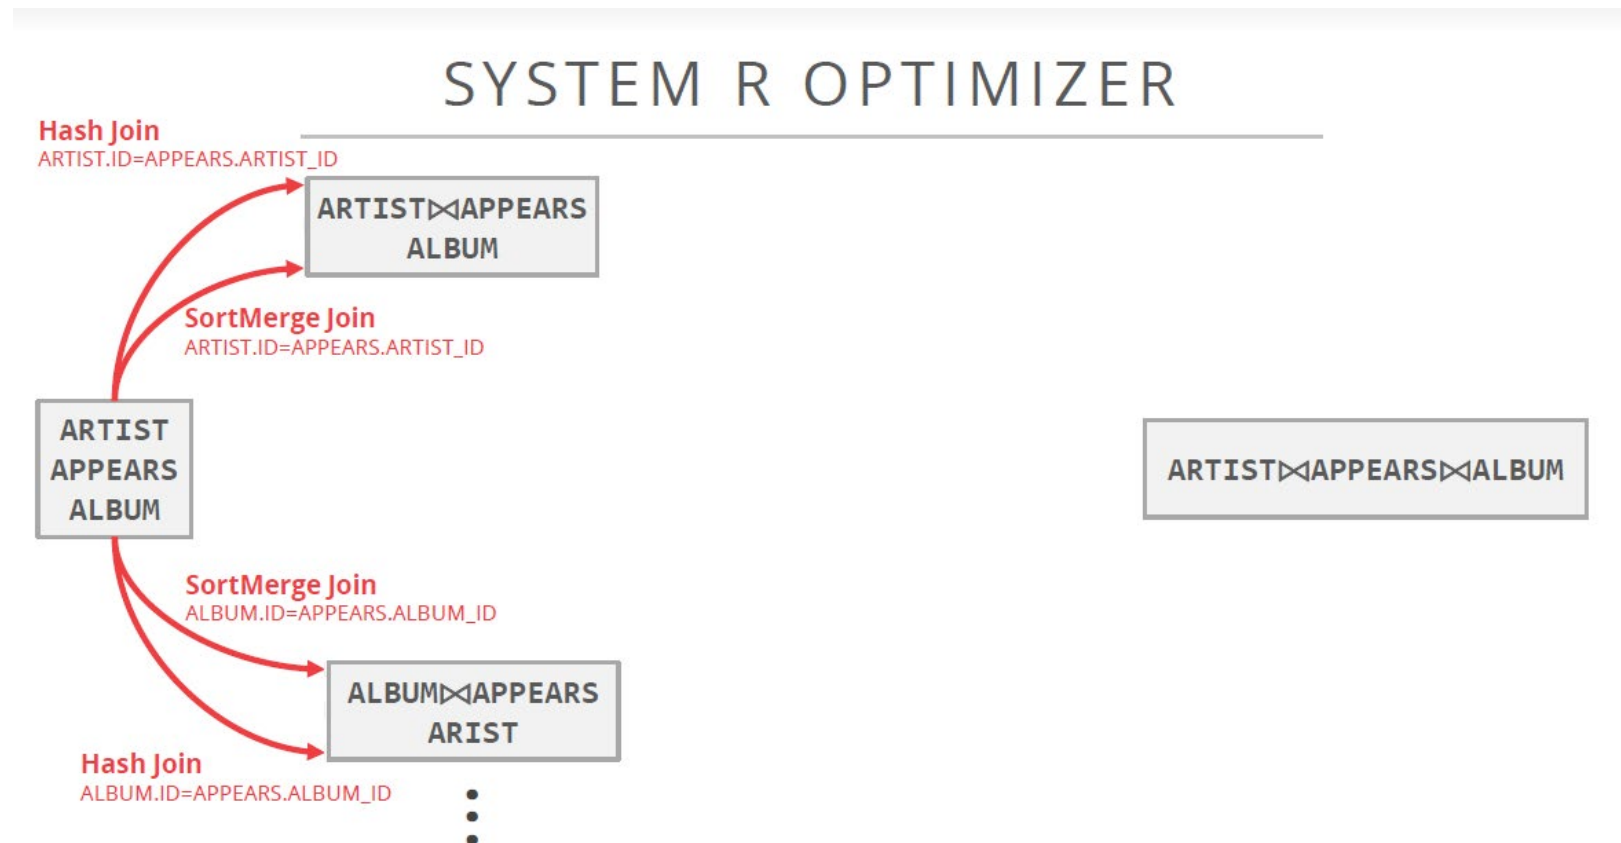 SYSTEM R OPTIMIZER
Hash Join
ARTIST.ID=APPEARS.ARTIST_ID
ARTIST⋈APPEARS
ALBUM
SortMerge Join
ARTIST.ID=APPEARS.ARTIST_ID
ARTIST
APPEARS
ALBUM
ARTIST⋈APPEARS⋈ALBUM
SortMerge Join
ALBUM.ID=APPEARS.ALBUM_ID
ALBUM⋈APPEARS
ARIST
Hash Join
ALBUM.ID=APPEARS.ALBUM_ID